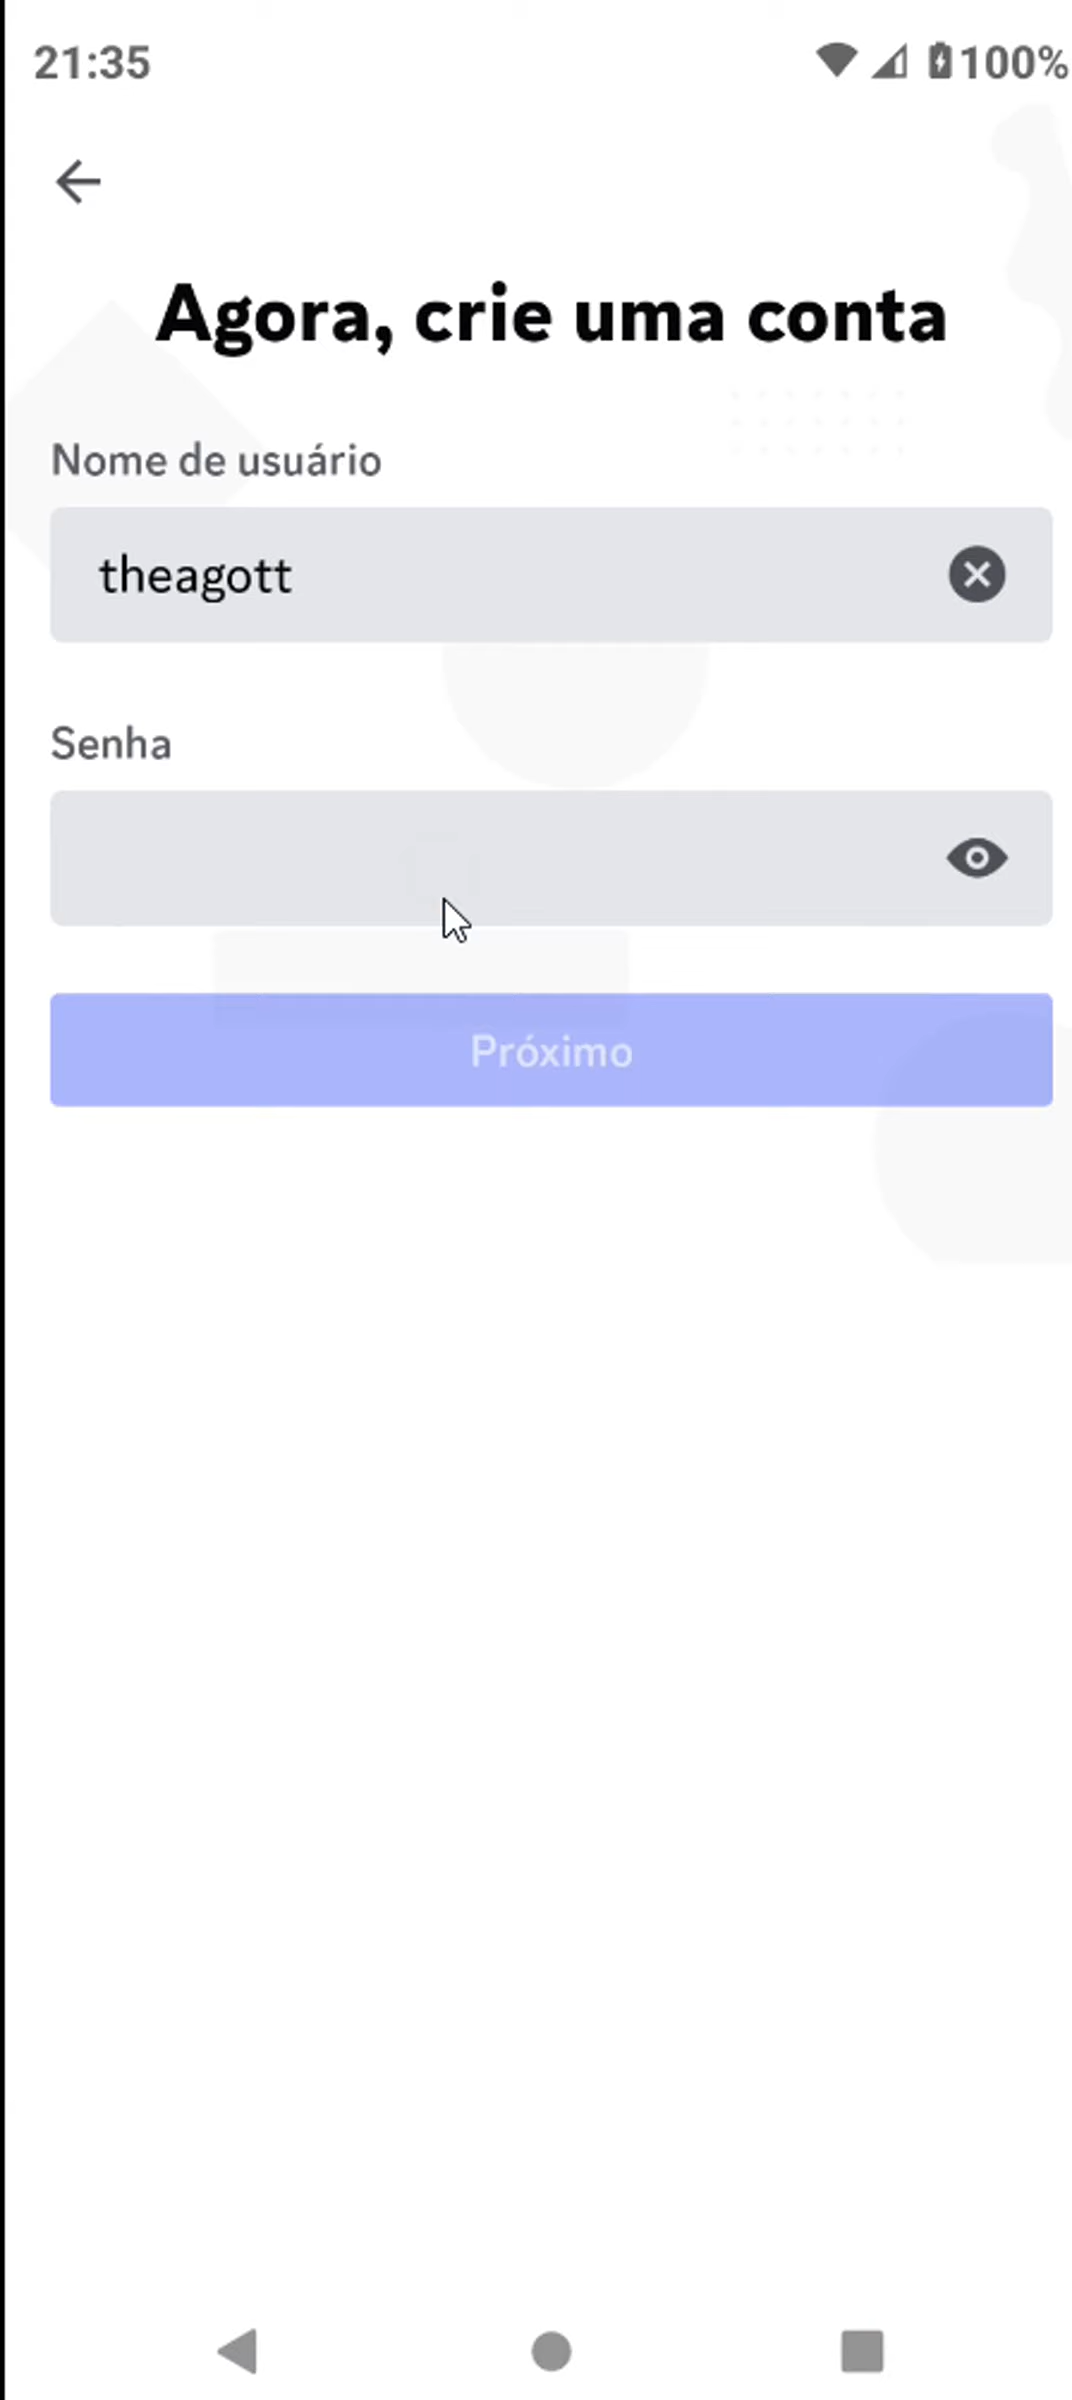 21:35
100%
Agora, crie uma conta
Nome de usuário
theagott
Senha
Próximo